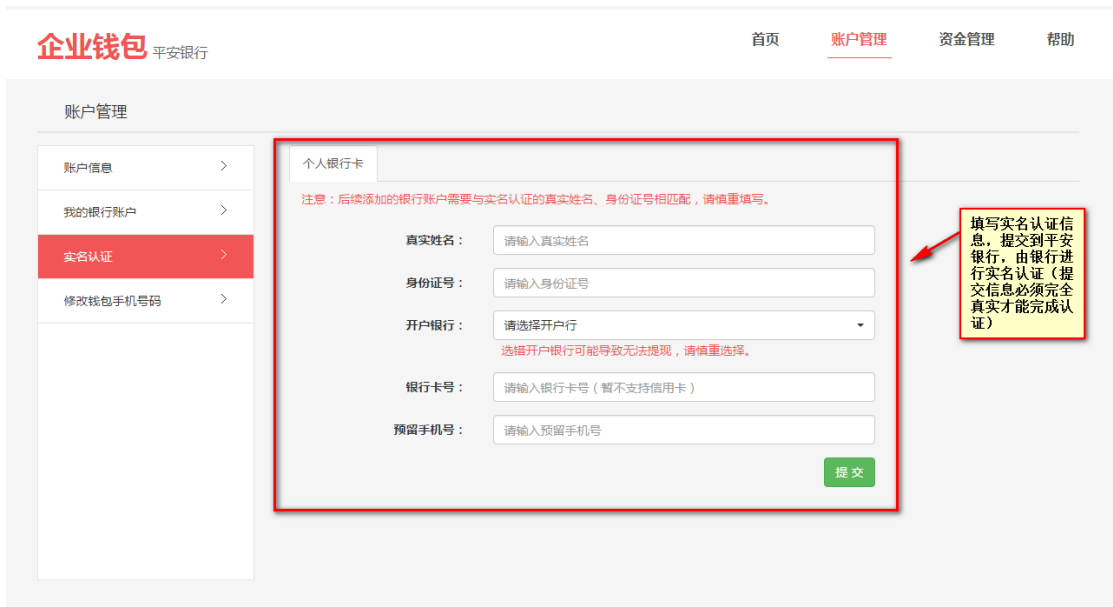 企业钱包 平安银行
首页 账户管理 资金管理 帮助
账户管理
账户信息
我的银行账户
实名认证
修改钱包手机号码
个人银行卡
注意：后续添加的银行账户需要与实名认证的真实姓名、身份证号相匹配，请慎重填写。
真实姓名： 请输入真实姓名
身份证号： 请输入身份证号
开户银行： 请选择开户行
选错开户银行可能导致无法提现，请慎重选择。
银行卡号： 请输入银行卡号（暂不支持信用卡）
预留手机号： 请输入预留手机号
提 交
填写实名认证信
息，提交到平安
银行，由银行进
行实名认证（提
交信息必须完全
真实才能完成认
证）